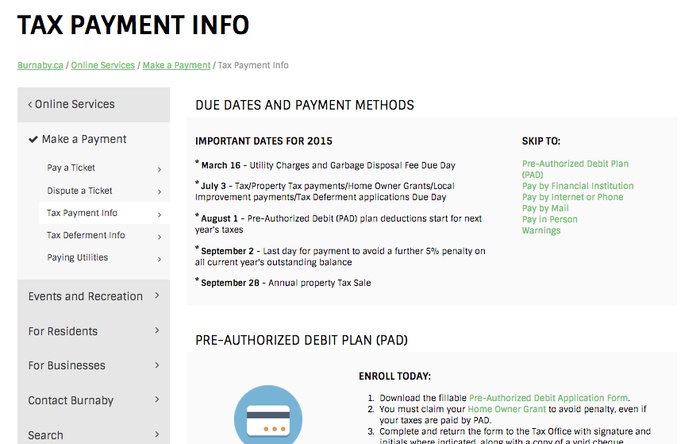 TAX PAYMENT INFO
Burnaby.ca / Online Services / Make a Payment / Tax Payment Info
‹ Online Services
✔ Make a Payment
Pay a Ticket ›
Dispute a Ticket ›
Tax Payment Info ›
Tax Deferment Info ›
Paying Utilities ›
Events and Recreation ›
For Residents ›
For Businesses ›
Contact Burnaby ›
Search ›
DUE DATES AND PAYMENT METHODS
IMPORTANT DATES FOR 2015
* March 16 - Utility Charges and Garbage Disposal Fee Due Day
* July 3 - Tax/Property Tax payments/Home Owner Grants/Local
Improvement payments/Tax Deferment applications Due Day
* August 1 - Pre-Authorized Debit (PAD) plan deductions start for next
year's taxes
* September 2 - Last day for payment to avoid a further 5% penalty on
all current year's outstanding balance
* September 28 - Annual property Tax Sale
SKIP TO:
Pre-Authorized Debit Plan
(PAD)
Pay by Financial Institution
Pay by Internet or Phone
Pay by Mail
Pay in Person
Warnings
PRE-AUTHORIZED DEBIT PLAN (PAD)
ENROLL TODAY:
1. Download the fillable Pre-Authorized Debit Application Form.
2. You must claim your Home Owner Grant to avoid penalty, even if
your taxes are paid by PAD.
3. Complete and return the form to the Tax Office with signature and
initials where indicated, along with a copy of a void cheque